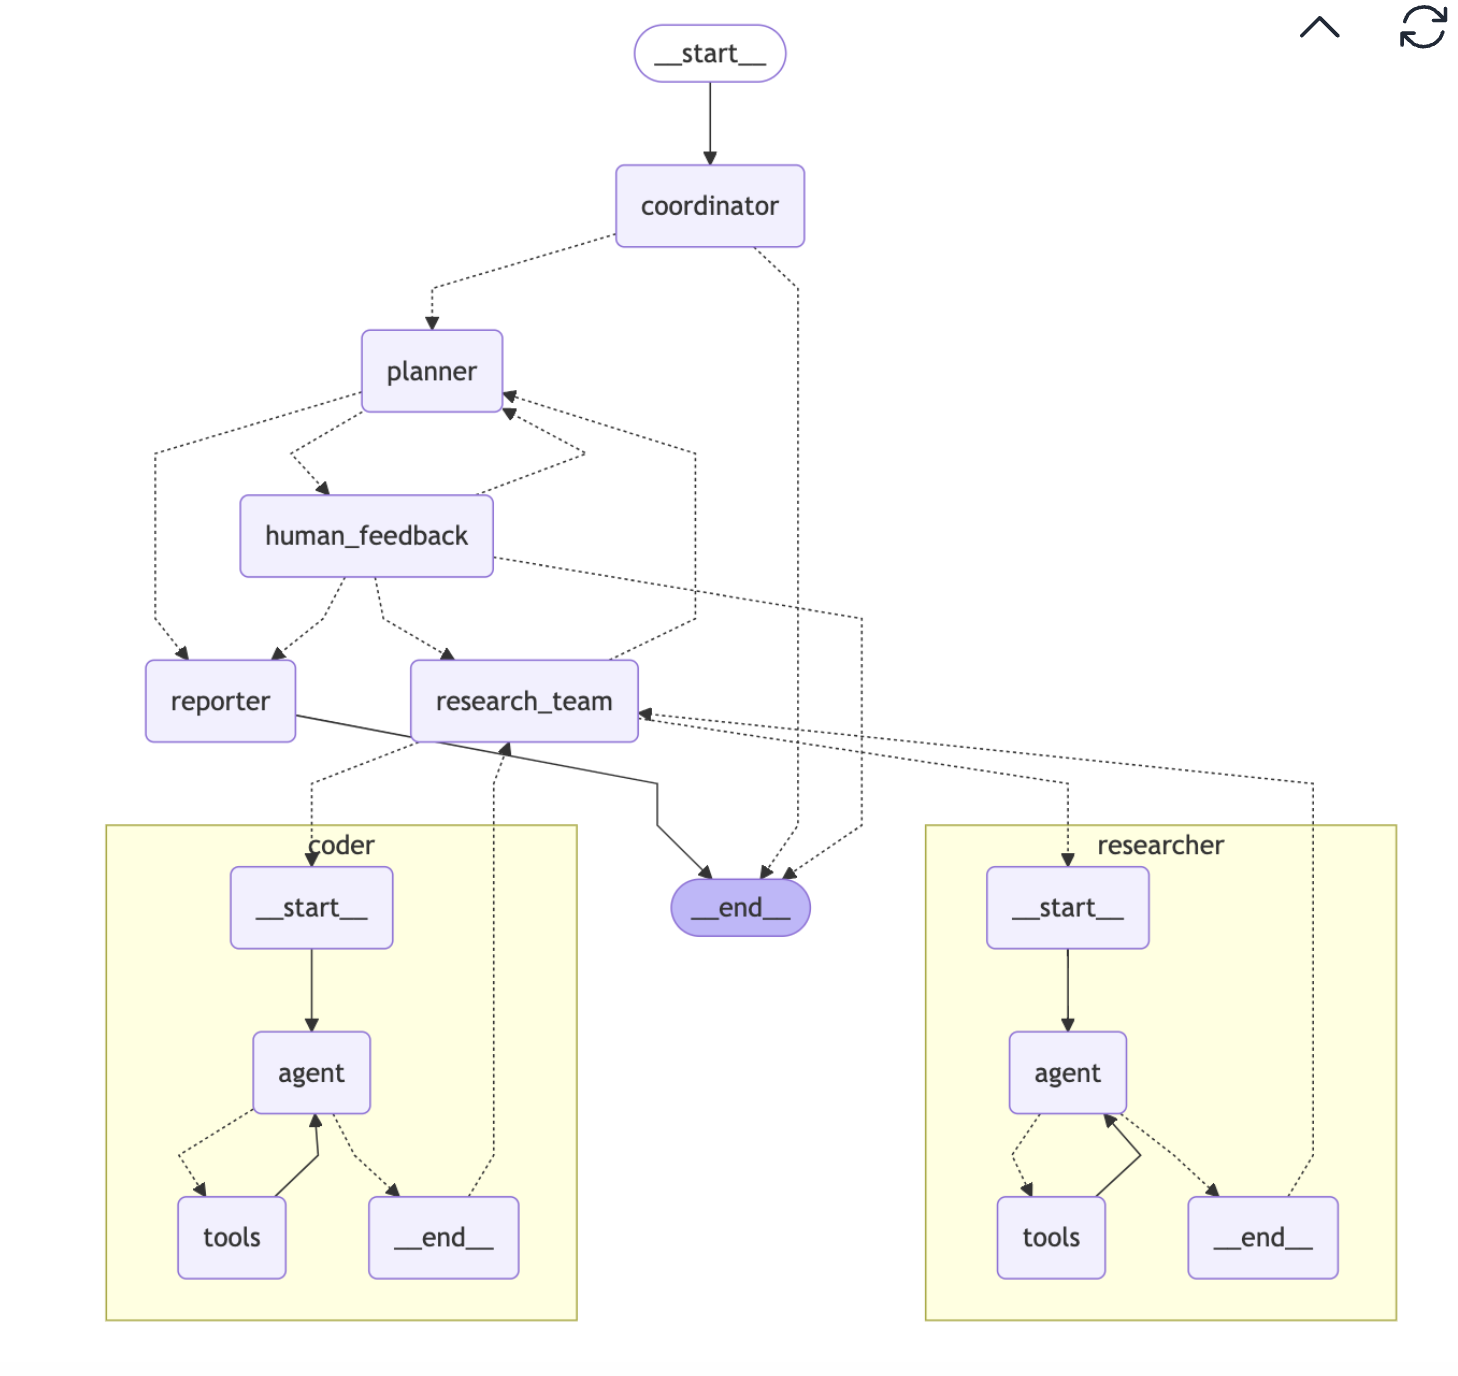 __start__
coordinator
planner
human_feedback
reporter
research_team
coder
researcher
__start__
__end__
__start__
agent
agent
tools
__end__
tools
__end__